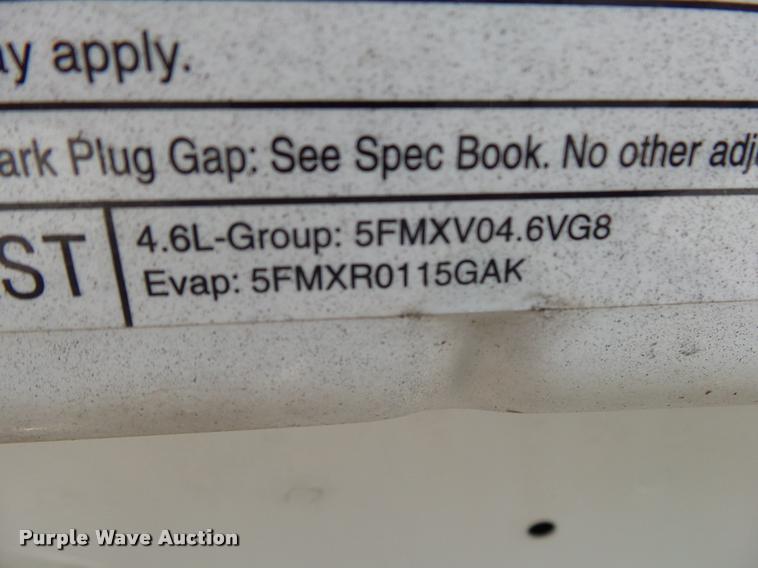 ay apply.
ark Plug Gap: See Spec Book. No other adj
ST
4.6L-Group: 5FMXV04.6VG8
Evap: 5FMXR0115GAK
Purple Wave Auction